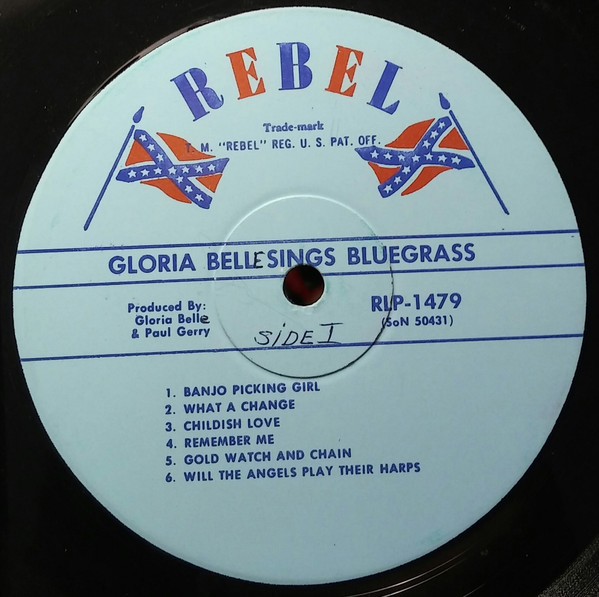 REBEL
Trade-mark
T. M. "REBEL" REG. U. S. PAT. OFF.
GLORIA BELLE SINGS BLUEGRASS
Produced By:
Gloria Belle
& Paul Gerry
RLP-1479
(SoN 50431)
SiDE I
1. BANJO PICKING GIRL
2. WHAT A CHANGE
3. CHILDISH LOVE
4. REMEMBER ME
5. GOLD WATCH AND CHAIN
6. WILL THE ANGELS PLAY THEIR HARPS